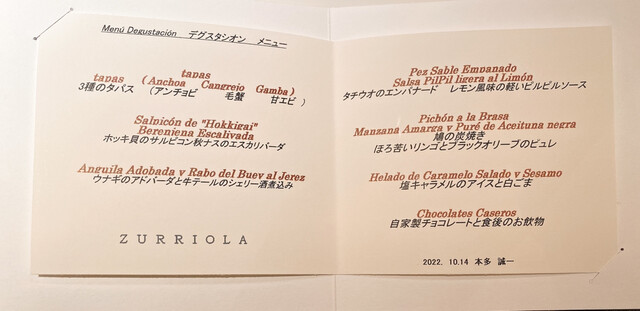 Menú Degustación デグスタシオン メニュー
tapas
tapas (Anchoa Cangrejo Gamba)
3種のタパス (アンチョビ 毛蟹 甘エビ )
Salpicón de "Hokkigai"
Berenjena Escalivada
ホッキ貝のサルピコン秋ナスのエスカリバーダ
Anguila Adobada y Rabo del Buey al Jerez
ウナギのアドバーダと牛テールのシェリー酒煮込み
ZURRIOLA
Pez Sable Empanado
Salsa PilPil ligera al Limón
タチウオのエンパナード レモン風味の軽いピルピルソース
Pichón a la Brasa
Manzana Amarga y Puré de Aceituna negra
鳩の炭焼き
ほろ苦いリンゴとブラックオリーブのピュレ
Helado de Caramelo Salado y Sesamo
塩キャラメルのアイスと白ごま
Chocolates Caseros
自家製チョコレートと食後のお飲物
2022. 10.14 本多 誠一